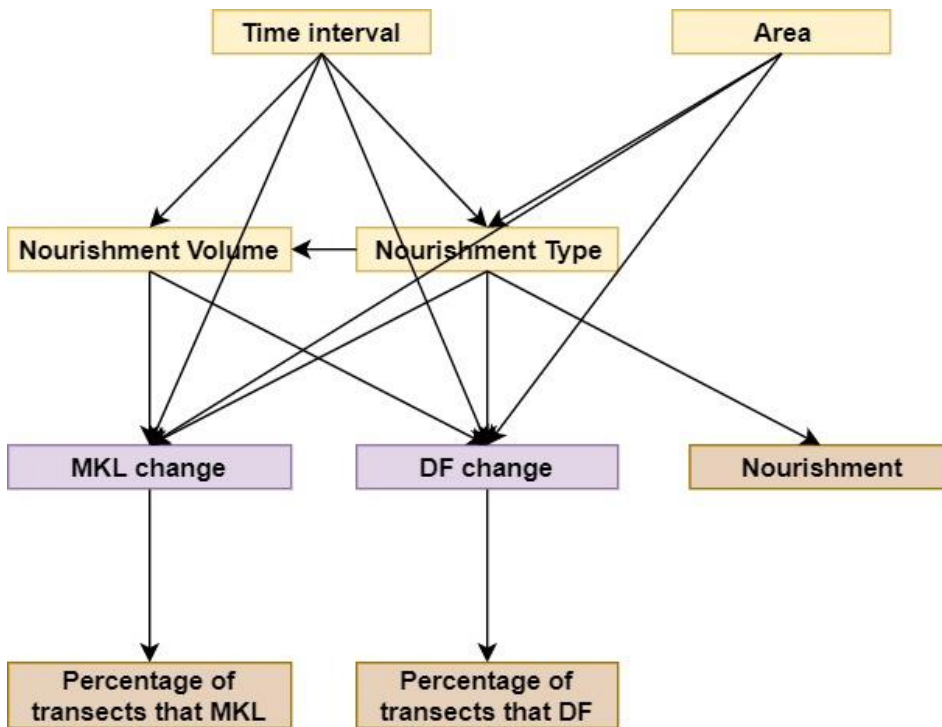 Time interval
Area
Nourishment Volume
Nourishment Type
MKL change
DF change
Nourishment
Percentage of
transects that MKL
Percentage of
transects that DF